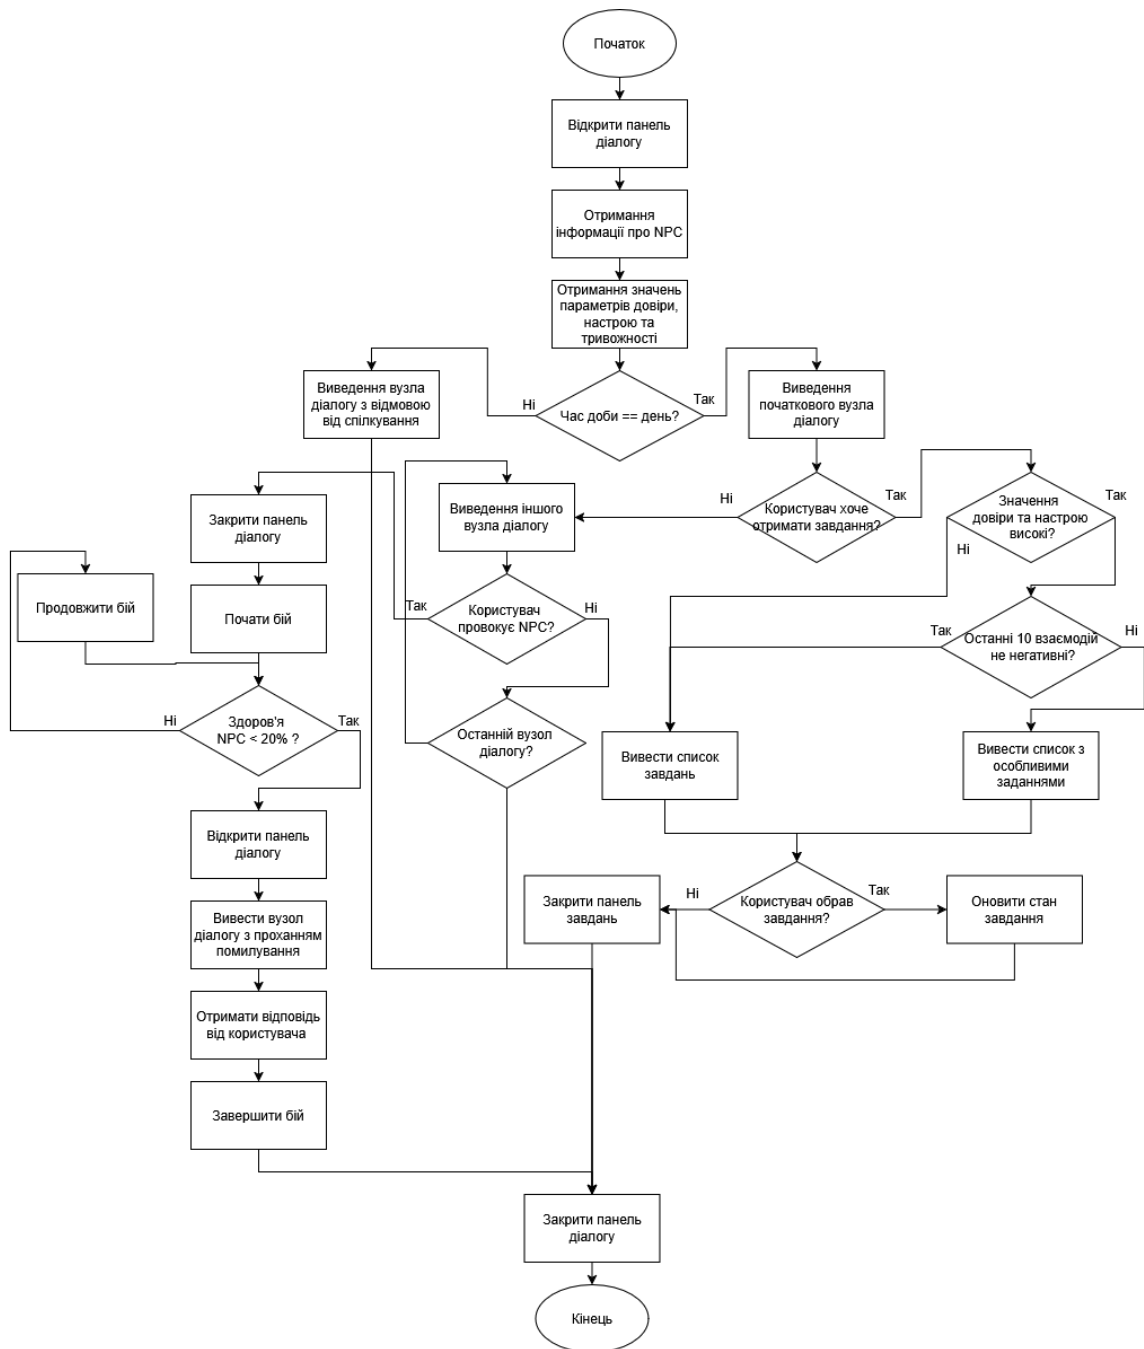 Початок
Відкрити панель
діалогу
Отримання
інформації про NPC
Отримання значень
параметрів довіри,
настрою та
тривожності
Виведення вузла
діалогу з відмовою
від спілкування
Ні
Час доби == день?
Так
Виведення
початкового вузла
діалогу
Закрити панель
діалогу
Виведення іншого
вузла діалогу
Ні
Користувач хоче
отримати завдання?
Так
Значення
довіри та настрою
високі?
Так
Ні
Продовжити бій
Почати бій
Так
Користувач
провокує NPC?
Ні
Так
Останні 10 взаємодій
не негативні?
Ні
Ні
Здоров'я
NPC < 20% ?
Так
Останній вузол
діалогу?
Вивести список
завдань
Вивести список з
особливими
заданнями
Відкрити панель
діалогу
Вивести вузол
діалогу з проханням
помилування
Закрити панель
завдань
Ні
Користувач обрав
завдання?
Так
Оновити стан
завдання
Отримати відповідь
від користувача
Завершити бій
Закрити панель
діалогу
Кінець